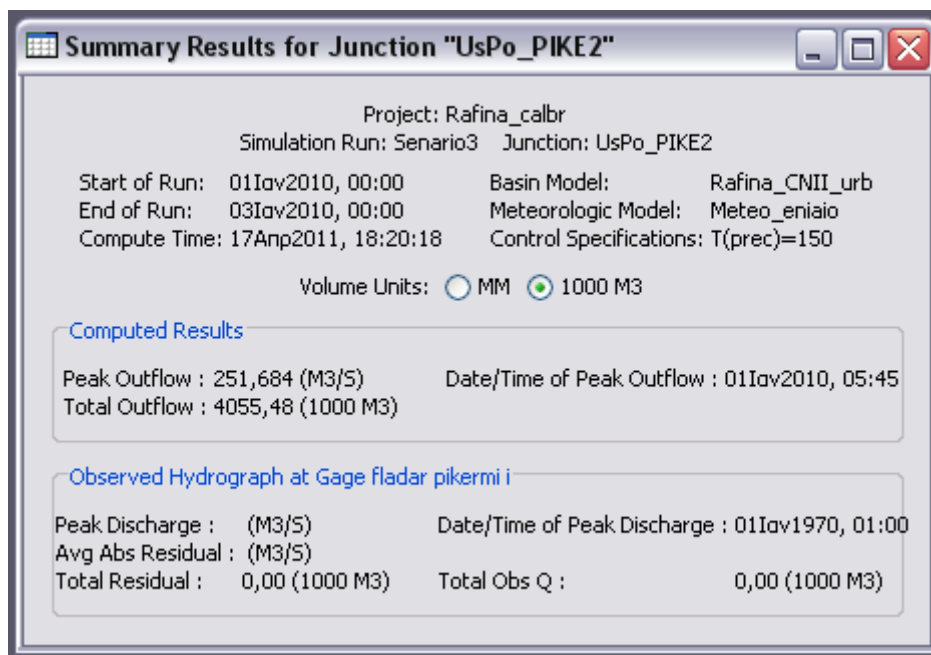 Summary Results for Junction "UsPo_PIKE2"
Project: Rafina_calbr
Simulation Run: Senario3 Junction: UsPo_PIKE2
Start of Run: 01Ιαν2010, 00:00 Basin Model: Rafina_CNII_urb
End of Run: 03Ιαν2010, 00:00 Meteorologic Model: Meteo_eniaio
Compute Time: 17Απρ2011, 18:20:18 Control Specifications: T(prec)=150
Volume Units: MM 1000 M3
Computed Results
Peak Outflow : 251,684 (M3/S) Date/Time of Peak Outflow : 01Ιαν2010, 05:45
Total Outflow : 4055,48 (1000 M3)
Observed Hydrograph at Gage fladar pikermi i
Peak Discharge : (M3/S) Date/Time of Peak Discharge : 01Ιαν1970, 01:00
Avg Abs Residual : (M3/S)
Total Residual : 0,00 (1000 M3) Total Obs Q : 0,00 (1000 M3)